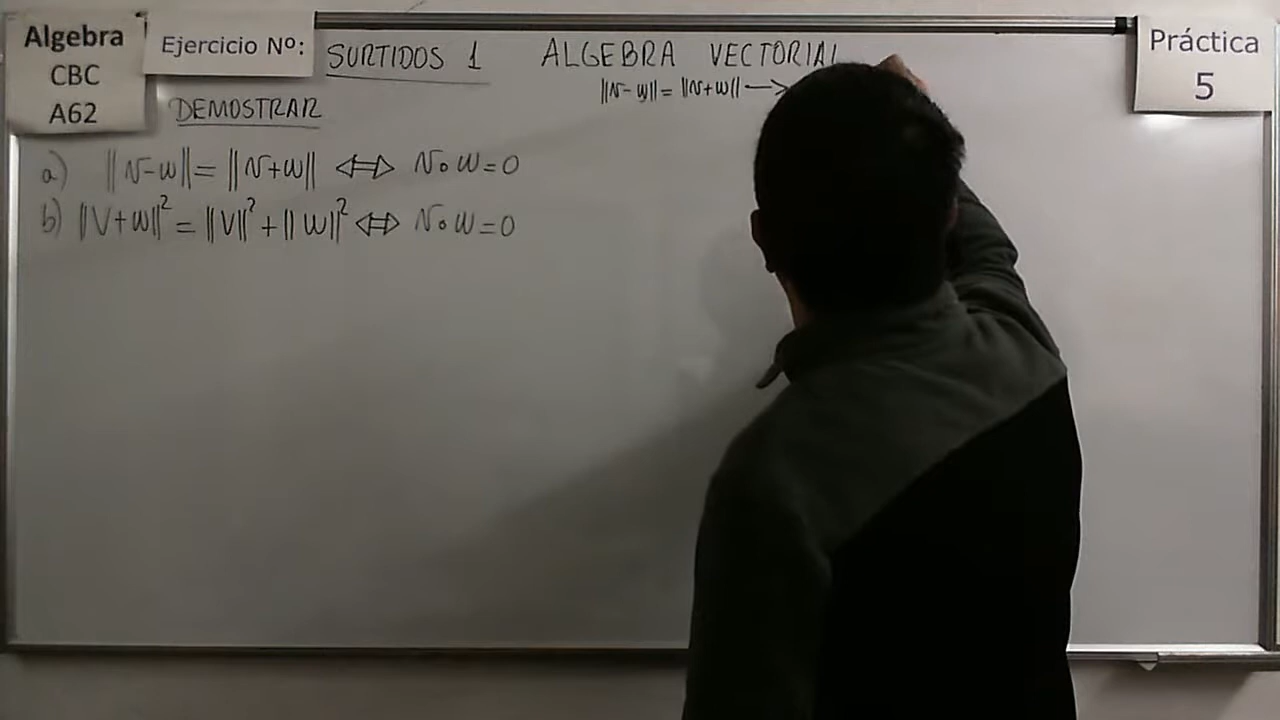 Algebra
CBC
A62
Ejercicio Nº:
SURTIDOS 1 ALGEBRA VECTORIAL
Práctica
5
||v-w|| = ||v+w|| →
DEMOSTRAR
a) ||v-w|| = ||v+w|| ⇔ v∘w=0
b) ||V+w||² = ||V||² + ||w||² ⇔ v∘w=0